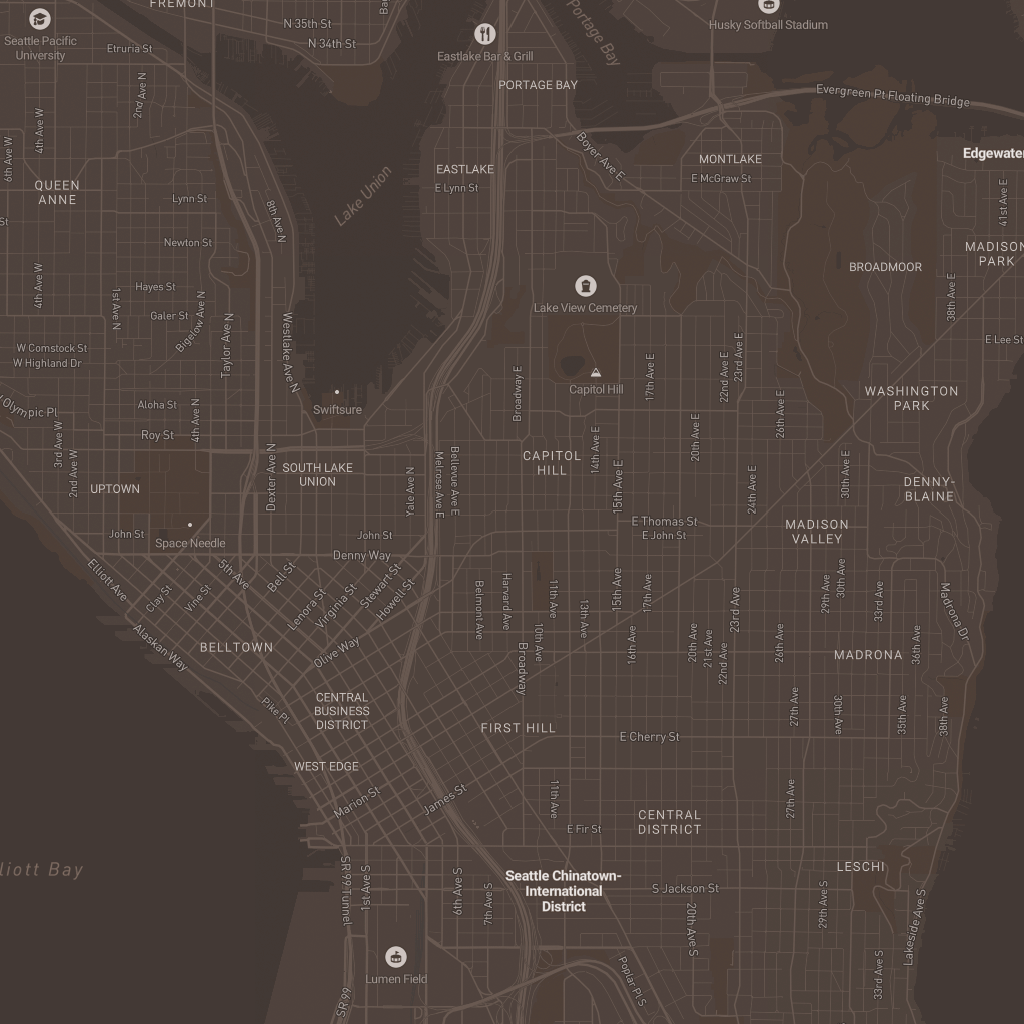 FREMONT
Seattle Pacific
University
Etruria St
N 35th St
N 34th St
Eastlake Bar & Grill
Portage Bay
Husky Softball Stadium
PORTAGE BAY
Evergreen Pt Floating Bridge
2nd Ave N
4th Ave W
6th Ave W
Boyer Ave E
MONTLAKE
E McGraw St
Edgewater
EASTLAKE
E Lynn St
QUEEN
ANNE
Lynn St
Lake Union
8th Ave N
41st Ave E
St
Newton St
MADISON
PARK
BROADMOOR
4th Ave W
Hayes St
1st Ave N
Galer St
Bigelow Ave N
Taylor Ave N
Westlake Ave N
Lake View Cemetery
38th Ave E
W Comstock St
W Highland Dr
E Lee St
Broadway E
Capitol Hill
17th Ave E
22nd Ave E
23rd Ave E
Olympic Pl
Aloha St
4th Ave N
Swiftsure
WASHINGTON
PARK
26th Ave E
Roy St
3rd Ave W
2nd Ave W
14th Ave E
20th Ave E
UPTOWN
Dexter Ave N
SOUTH LAKE
UNION
Yale Ave N
Melrose Ave E
Bellevue Ave E
CAPITOL
HILL
15th Ave E
24th Ave E
30th Ave E
DENNY-
BLAINE
John St
Space Needle
John St
Denny Way
E Thomas St
E John St
MADISON
VALLEY
Elliott Ave
Clay St
Vine St
5th Ave
Bell St
Lenora St
Virginia St
Stewart St
Howell St
Belmont Ave
Harvard Ave
11th Ave
10th Ave
13th Ave
15th Ave
17th Ave
23rd Ave
29th Ave
30th Ave
33rd Ave
Madrona Dr
Alaskan Way
BELLTOWN
Olive Way
Broadway
16th Ave
20th Ave
21st Ave
22nd Ave
26th Ave
MADRONA
36th Ave
Pike Pl
CENTRAL
BUSINESS
DISTRICT
FIRST HILL
E Cherry St
27th Ave
30th Ave
35th Ave
38th Ave
WEST EDGE
Marion St
James St
11th Ave
27th Ave
E Fir St
CENTRAL
DISTRICT
liott Bay
LESCHI
SR 99 Tunnel
1st Ave S
6th Ave S
7th Ave S
Seattle Chinatown-
International
District
S Jackson St
20th Ave S
29th Ave S
Lakeside Ave S
Lumen Field
SR 99
Poplar Pl S
33rd Ave S